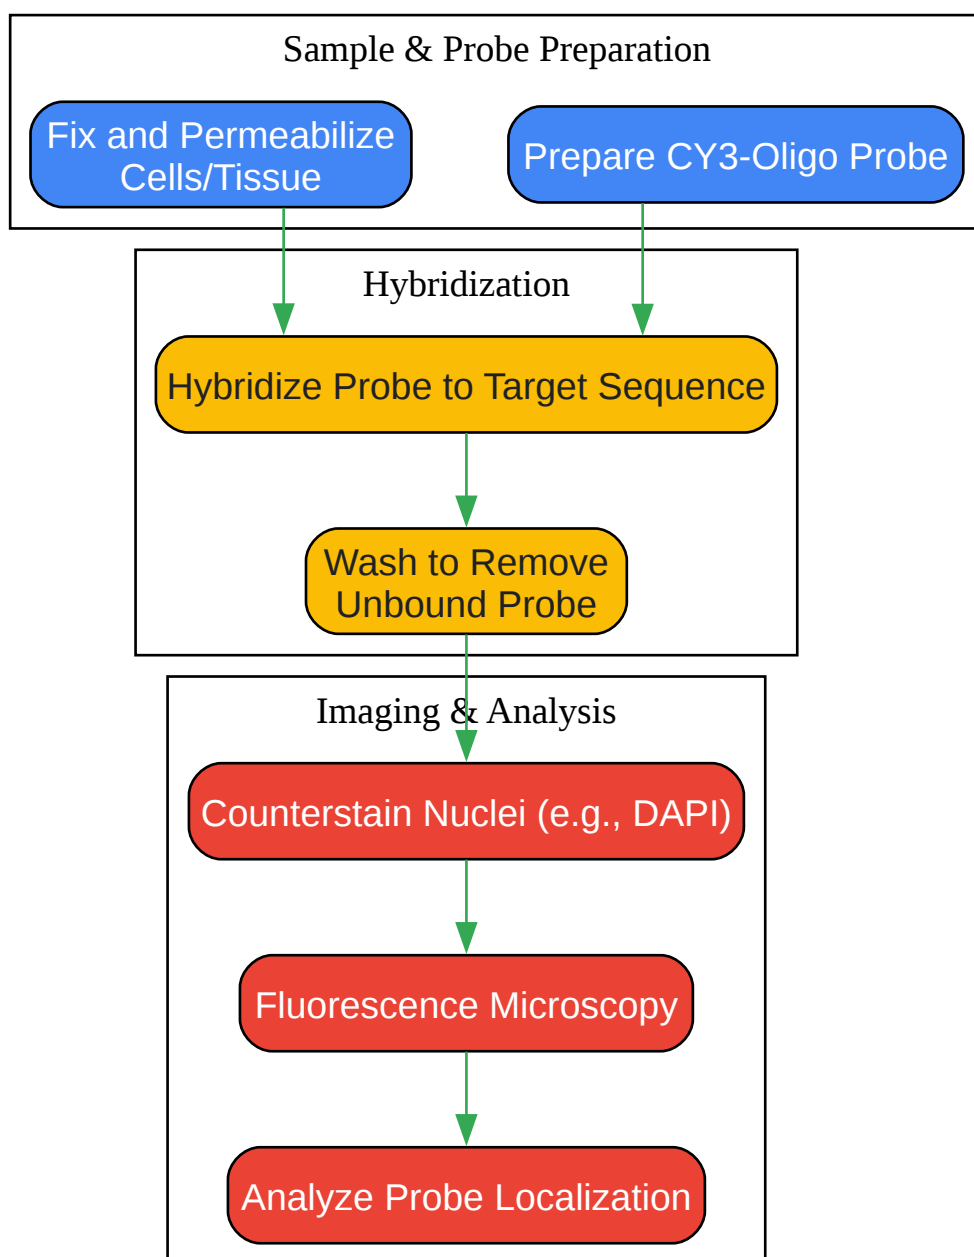 Sample & Probe Preparation
Fix and Permeabilize
Cells/Tissue
Prepare CY3-Oligo Probe
Hybridization
Hybridize Probe to Target Sequence
Wash to Remove
Unbound Probe
Imaging & Analysis
Counterstain Nuclei (e.g., DAPI)
Fluorescence Microscopy
Analyze Probe Localization